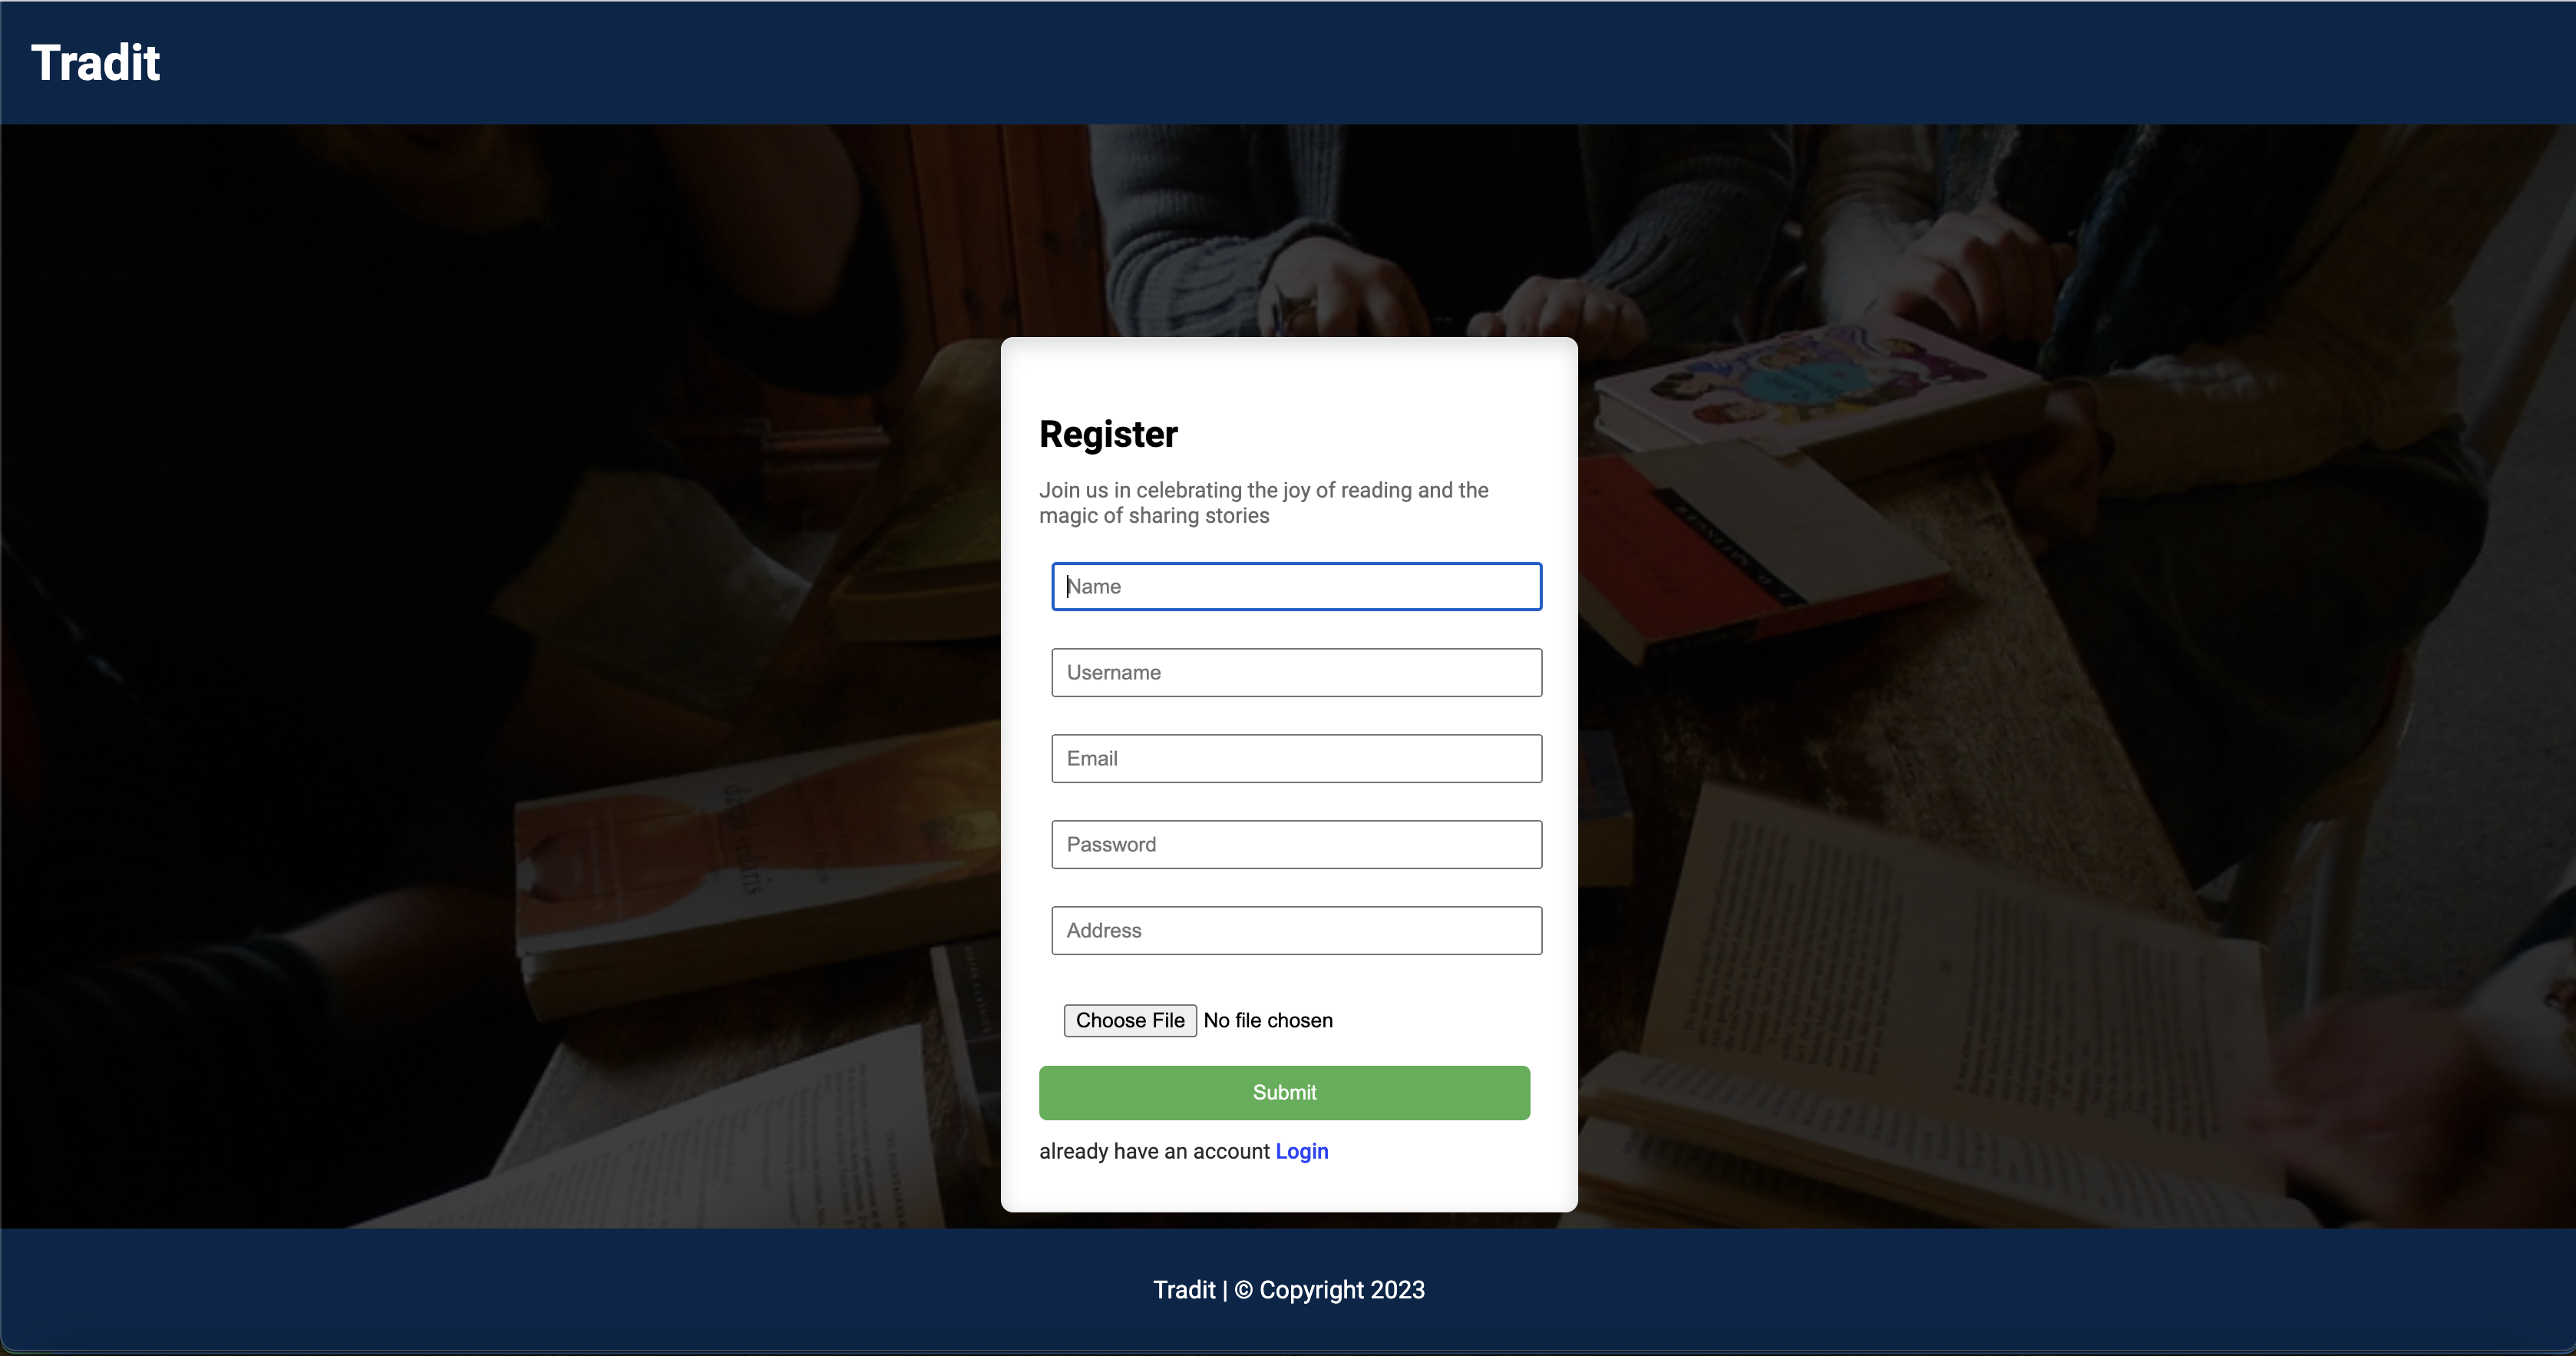 Tradit
Register
Join us in celebrating the joy of reading and the
magic of sharing stories
Name
Username
Email
Password
Address
Choose File No file chosen
Submit
already have an account Login
Tradit | © Copyright 2023